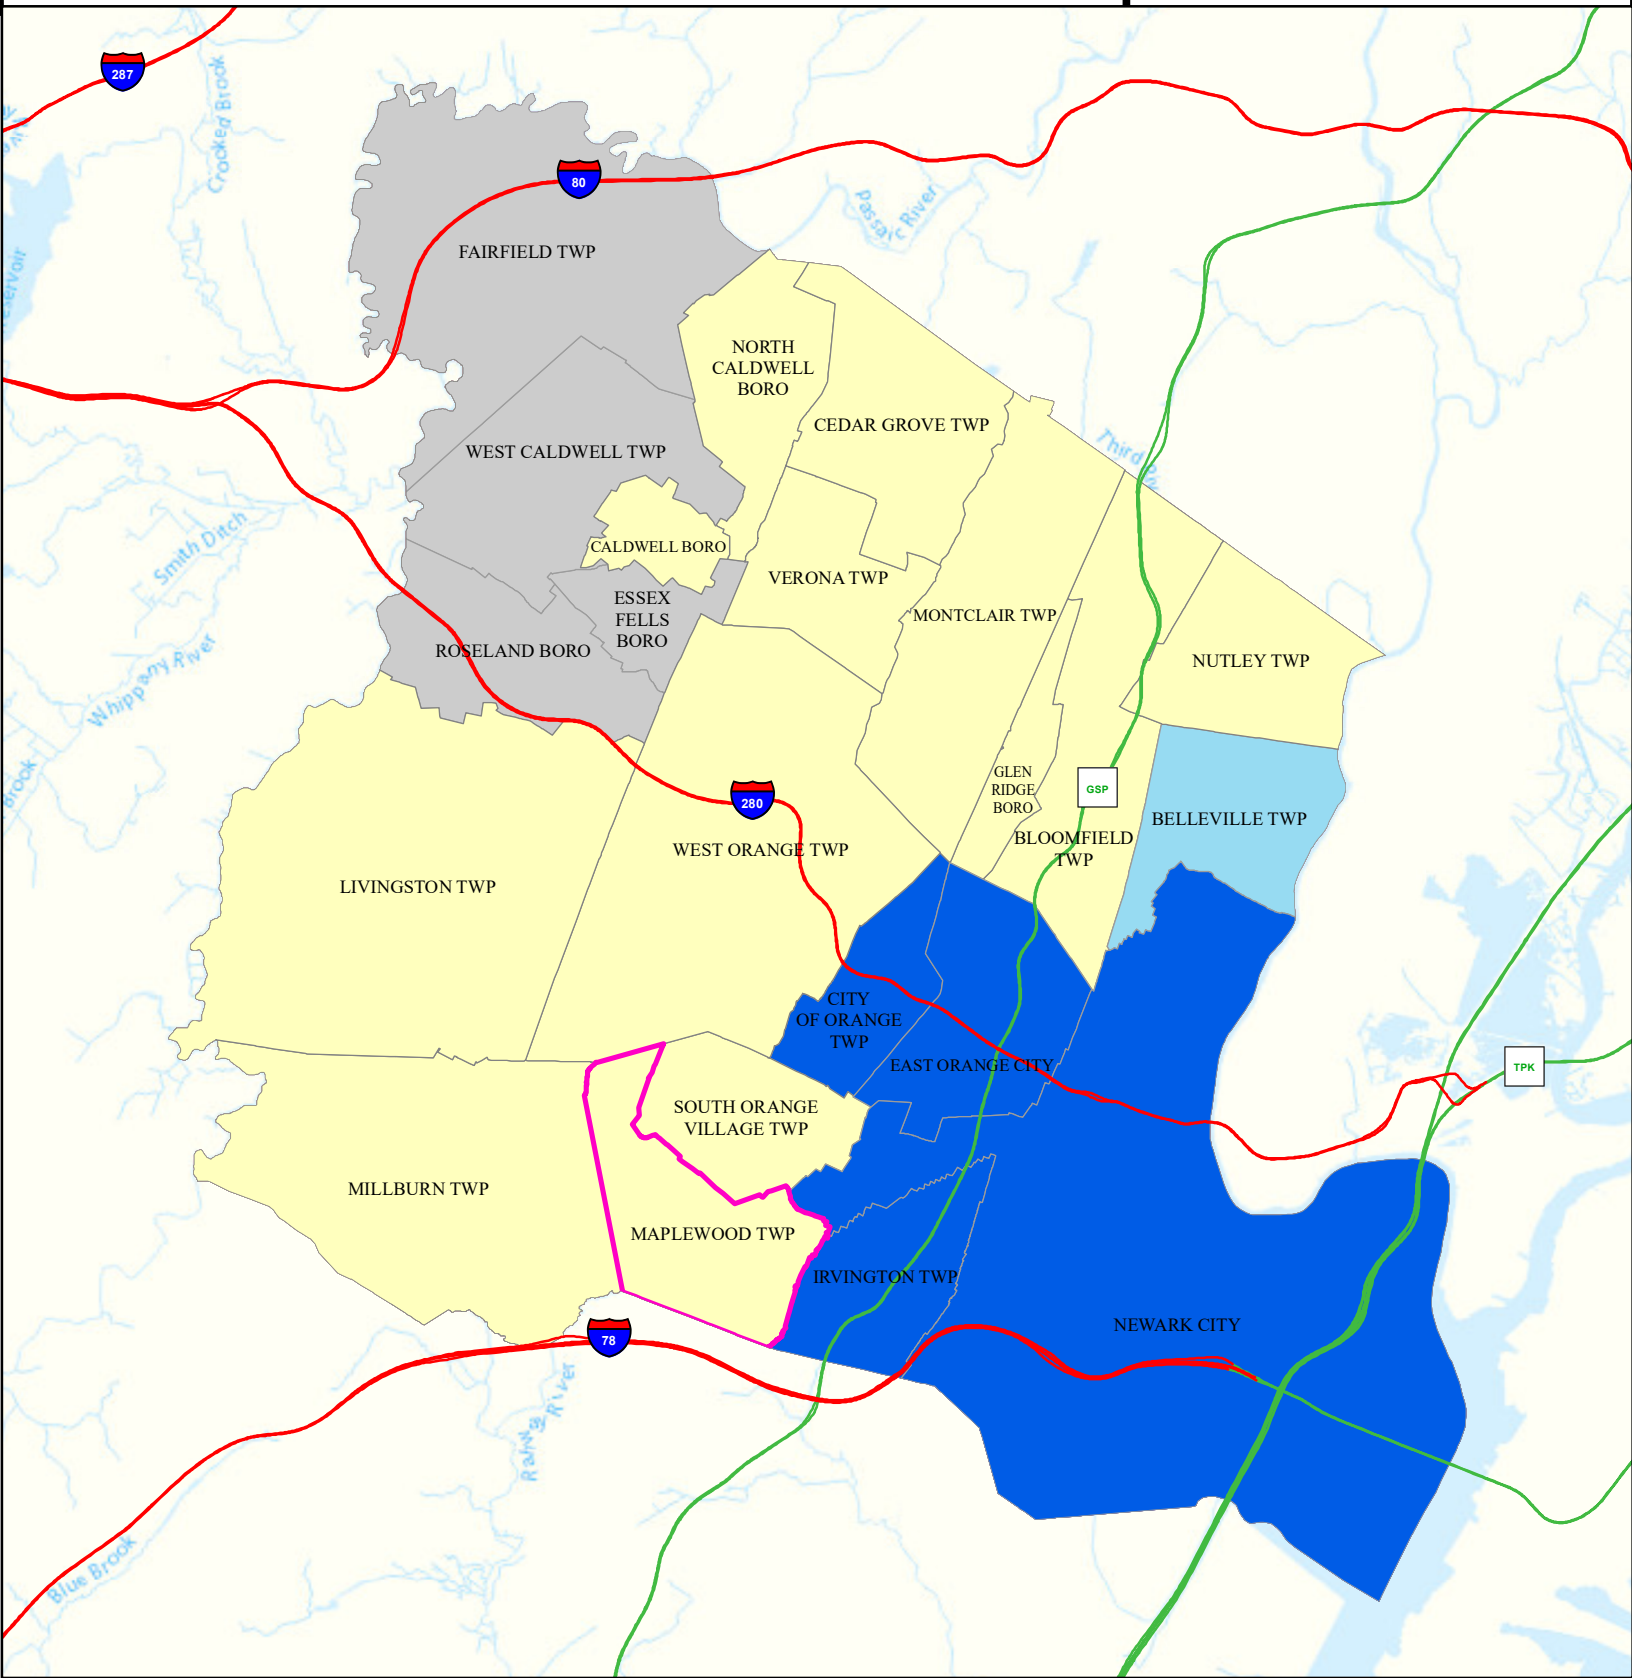 287
Crooked Brook
80
Passaic River
FAIRFIELD TWP
Reservoir
NORTH
CALDWELL
BORO
CEDAR GROVE TWP
WEST CALDWELL TWP
Third
Smith Ditch
CALDWELL BORO
VERONA TWP
ESSEX
FELLS
BORO
MONTCLAIR TWP
ROSELAND BORO
NUTLEY TWP
Whippany River
Brook
GLEN
RIDGE
BORO
GSP
280
BELLEVILLE TWP
BLOOMFIELD
TWP
WEST ORANGE TWP
LIVINGSTON TWP
CITY
OF ORANGE
TWP
EAST ORANGE CITY
TPK
SOUTH ORANGE
VILLAGE TWP
MILLBURN TWP
MAPLEWOOD TWP
IRVINGTON TWP
NEWARK CITY
78
River
Blue Brook